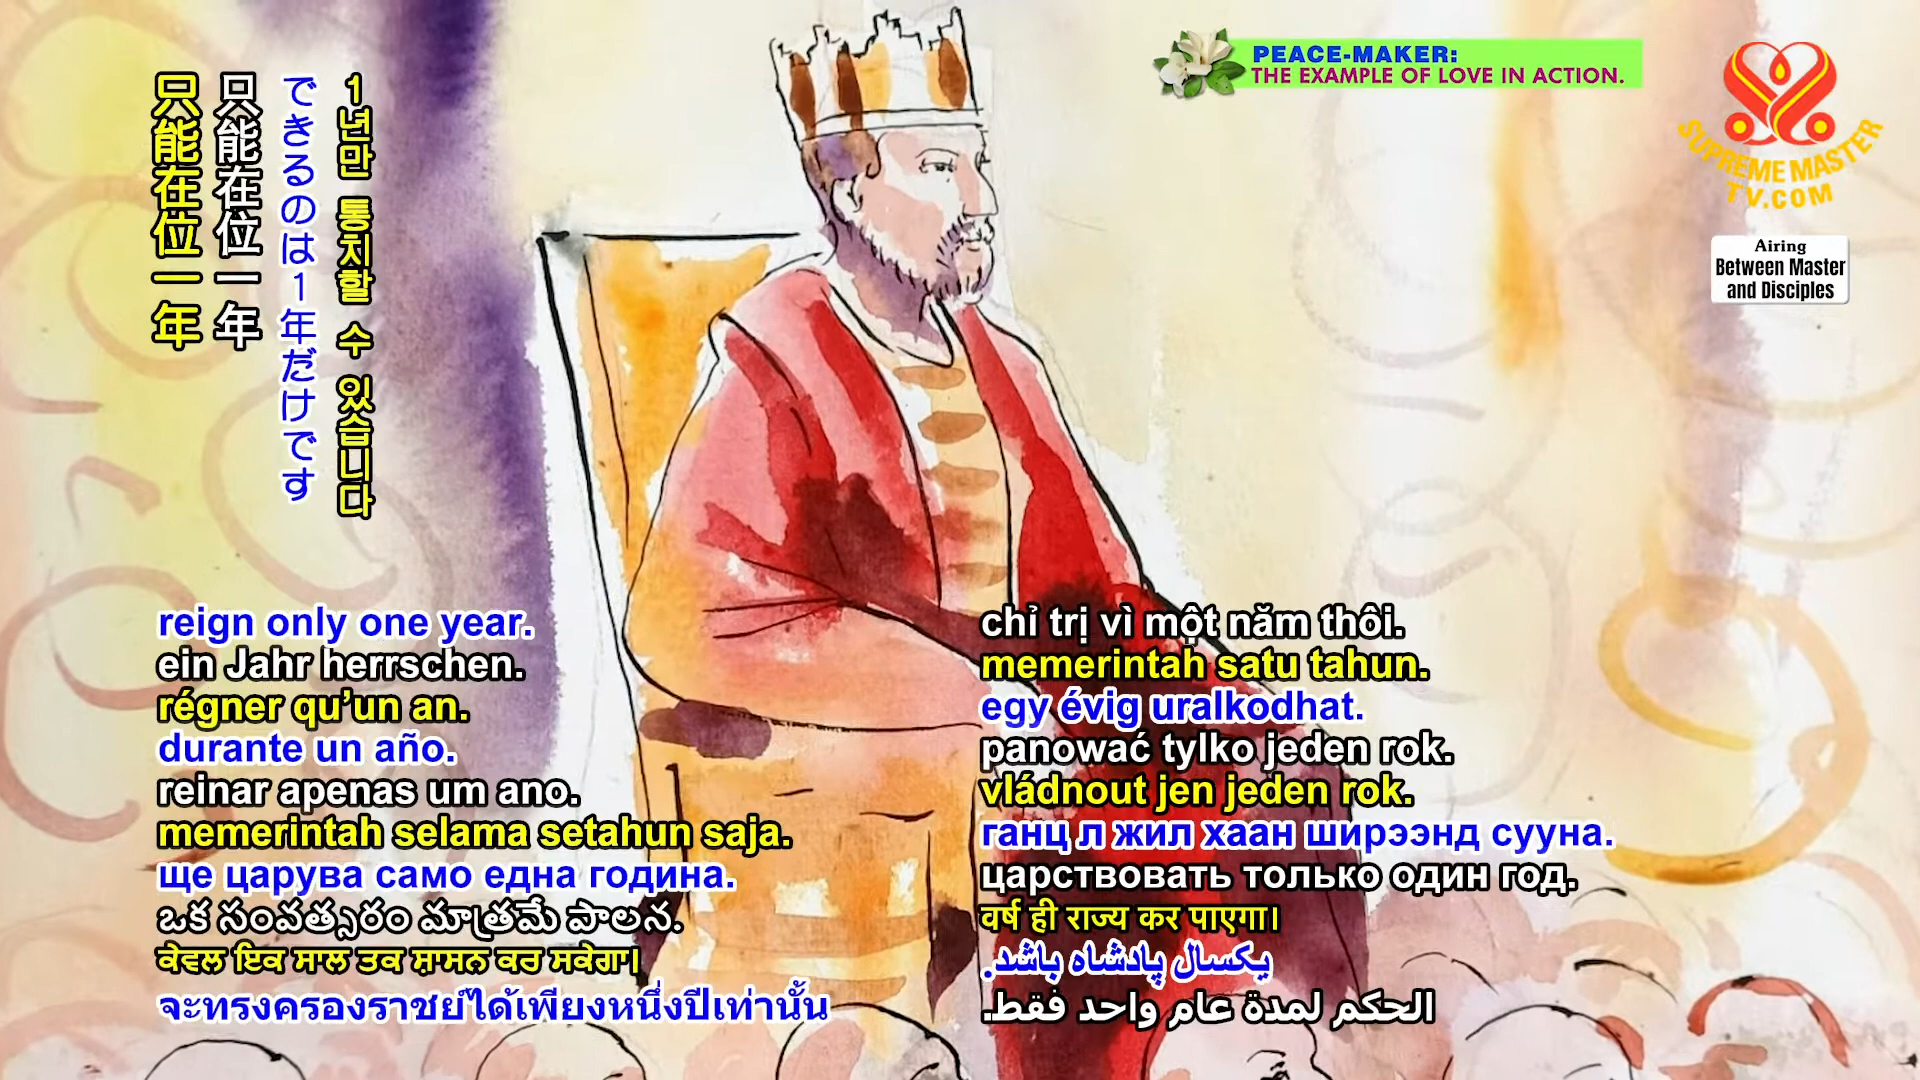 只能在位一年
只能在位一年
できるのは1年だけです
1년만 통치할 수 있습니다
PEACE-MAKER:
THE EXAMPLE OF LOVE IN ACTION.
SUPREME MASTER
TV.COM
Airing
Between Master
and Disciples
reign only one year.
ein Jahr herrschen.
régner qu’un an.
durante un año.
reinar apenas um ano.
memerintah selama setahun saja.
ще царува само една година.
ఒక సంవత్సరం మాత్రమే పాలన.
ਕੇਵਲ ਇਕ ਸਾਲ ਤਕ ਸ਼ਾਸਨ ਕਰ ਸਕੇਗਾ।
จะทรงครองราชย์ได้เพียงหนึ่งปีเท่านั้น
chỉ trị vì một năm thôi.
memerintah satu tahun.
egy évig uralkodhat.
panować tylko jeden rok.
vládnout jen jeden rok.
ганц л жил хаан ширээнд сууна.
царствовать только один год.
वर्ष ही राज्य कर पाएगा।
یکسال پادشاه باشد.
الحكم لمدة عام واحد فقط.